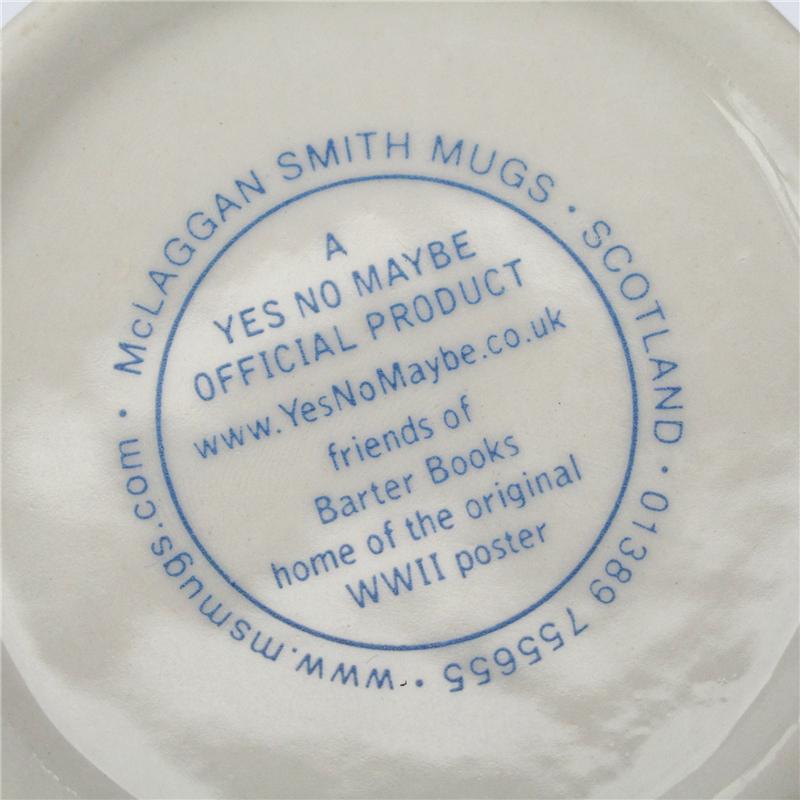 McLAGGAN SMITH MUGS · SCOTLAND · 01389 755655 · www.msmugs.com ·
A
YES NO MAYBE
OFFICIAL PRODUCT
www.YesNoMaybe.co.uk
friends of
Barter Books
home of the original
WWII poster